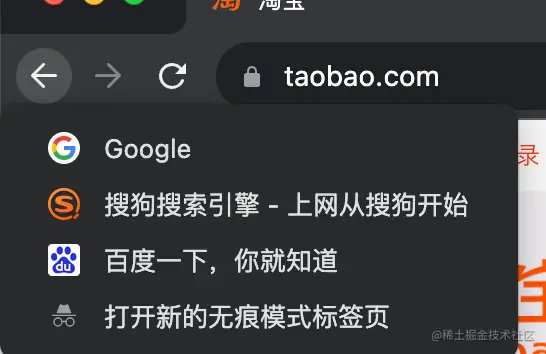 淘 淘宝
taobao.com
Google
录
搜狗搜索引擎 - 上网从搜狗开始
百度一下，你就知道
du
打开新的无痕模式标签页
@稀土掘金技术社区